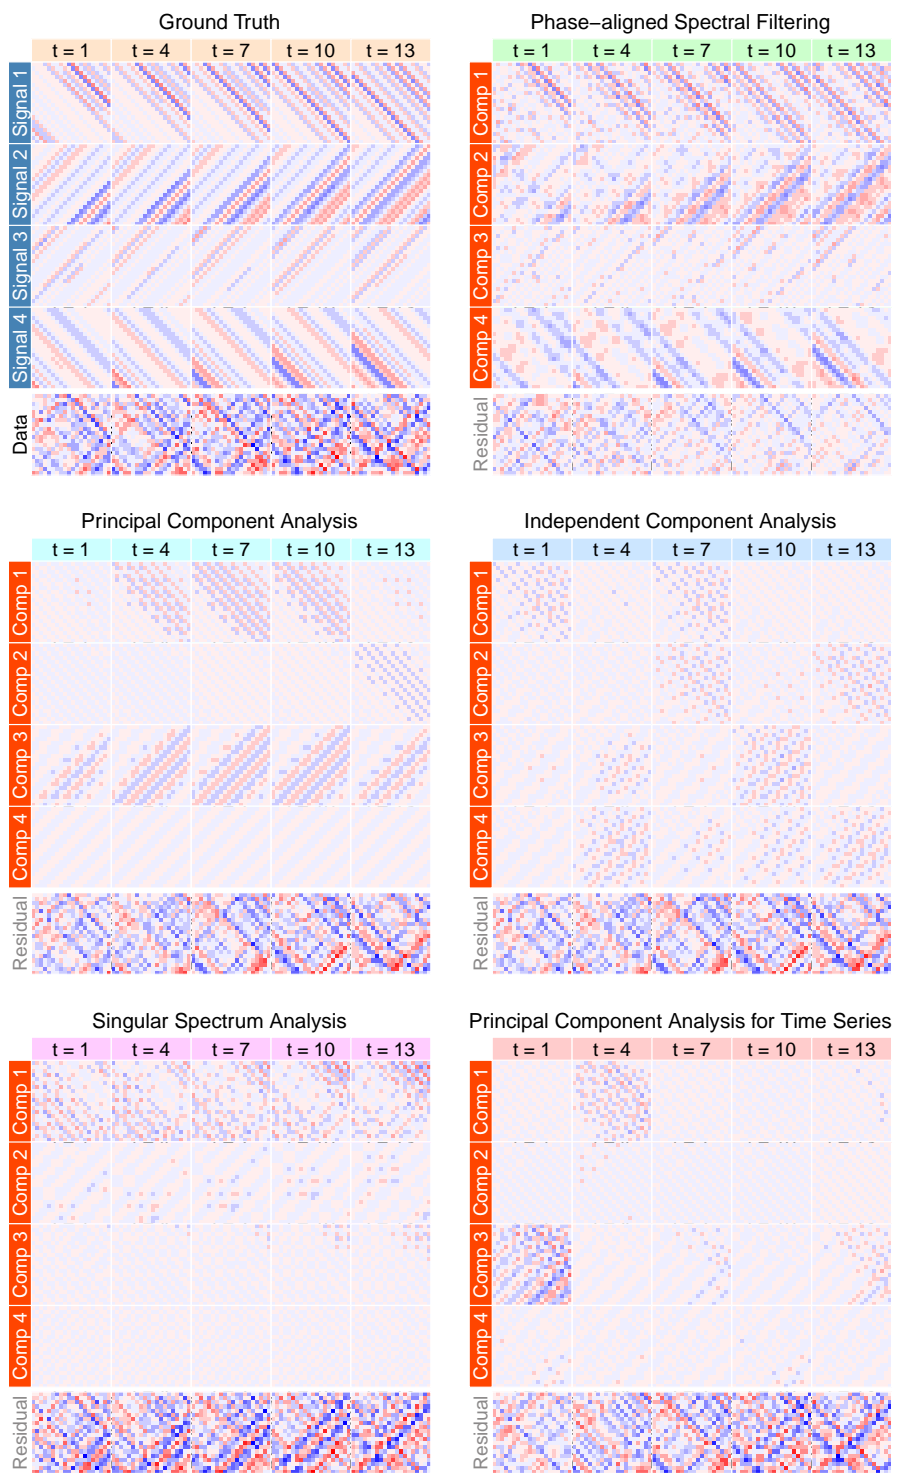 Ground Truth
t = 1 t = 4 t = 7 t = 10 t = 13
Signal 1
Signal 2
Signal 3
Signal 4
Data
Phase−aligned Spectral Filtering
t = 1 t = 4 t = 7 t = 10 t = 13
Comp 1
Comp 2
Comp 3
Comp 4
Residual
Principal Component Analysis
t = 1 t = 4 t = 7 t = 10 t = 13
Comp 1
Comp 2
Comp 3
Comp 4
Residual
Independent Component Analysis
t = 1 t = 4 t = 7 t = 10 t = 13
Comp 1
Comp 2
Comp 3
Comp 4
Residual
Singular Spectrum Analysis
t = 1 t = 4 t = 7 t = 10 t = 13
Comp 1
Comp 2
Comp 3
Comp 4
Residual
Principal Component Analysis for Time Series
t = 1 t = 4 t = 7 t = 10 t = 13
Comp 1
Comp 2
Comp 3
Comp 4
Residual